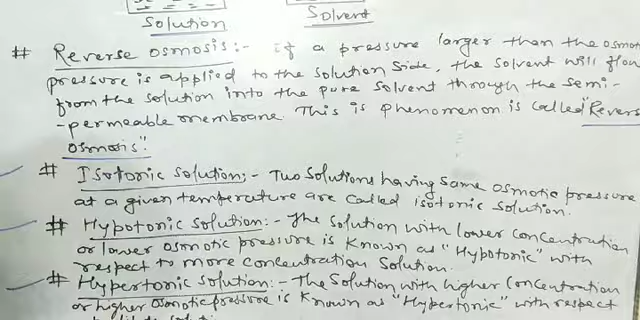 Solution Solvent
# Reverse osmosis:- if a pressure larger than the osmot
pressure is applied to the solution side, the solvent will flow
from the solution into the pure solvent through the semi-
-permeable membrane. This is phenomenon is called "Revers
osmosis".
# Isotonic solution:- Two solutions having same osmotic pressure
at a given temperature are called isotonic solution.
# Hypotonic solution:- The solution with lower concentration
or lower osmotic pressure is known as "Hypotonic" with
respect to more concentration solution.
# Hypertonic solution:- The solution with higher concentration
or higher osmotic pressure is known as "Hypertonic" with respect